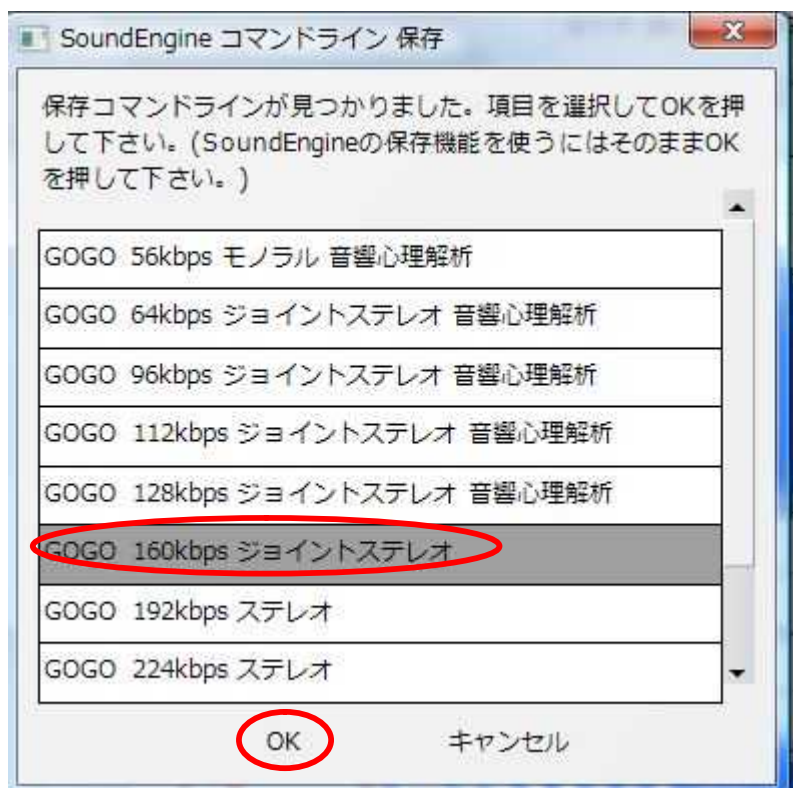 SoundEngine コマンドライン 保存
保存コマンドラインが見つかりました。項目を選択してOKを押
して下さい。(SoundEngineの保存機能を使うにはそのままOK
を押して下さい。)
GOGO 56kbps モノラル 音響心理解析
GOGO 64kbps ジョイントステレオ 音響心理解析
GOGO 96kbps ジョイントステレオ 音響心理解析
GOGO 112kbps ジョイントステレオ 音響心理解析
GOGO 128kbps ジョイントステレオ 音響心理解析
GOGO 160kbps ジョイントステレオ
GOGO 192kbps ステレオ
GOGO 224kbps ステレオ
OK キャンセル